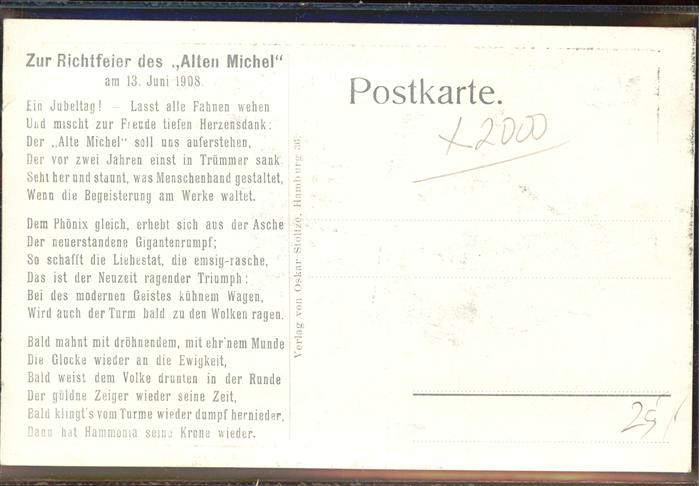 Zur Richtfeier des „Alten Michel"
am 13. Juni 1908.
Ein Jubeltag! – Lasst alle Fahnen wehen
Und mischt zur Freude tiefen Herzensdank:
Der „Alte Michel" soll uns auferstehen,
Der vor zwei Jahren einst in Trümmer sank.
Seht her und staunt, was Menschenhand gestaltet,
Wenn die Begeisterung am Werke waltet.
Dem Phönix gleich, erhebt sich aus der Asche
Der neuerstandene Gigantenrumpf;
So schafft die Liebestat, die emsig-rasche,
Das ist der Neuzeit ragender Triumph:
Bei des modernen Geistes kühnem Wagen,
Wird auch der Turm bald zu den Wolken ragen.
Bald mahnt mit dröhnendem, mit ehr'nem Munde
Die Glocke wieder an die Ewigkeit,
Bald weist dem Volke drunten in der Runde
Der güldne Zeiger wieder seine Zeit,
Bald klingt's vom Turme wieder dumpf hernieder,
Dann hat Hammonia seine Krone wieder.
Verlag von Oskar Stoltze, Hamburg 36
Postkarte.
x 2000
25